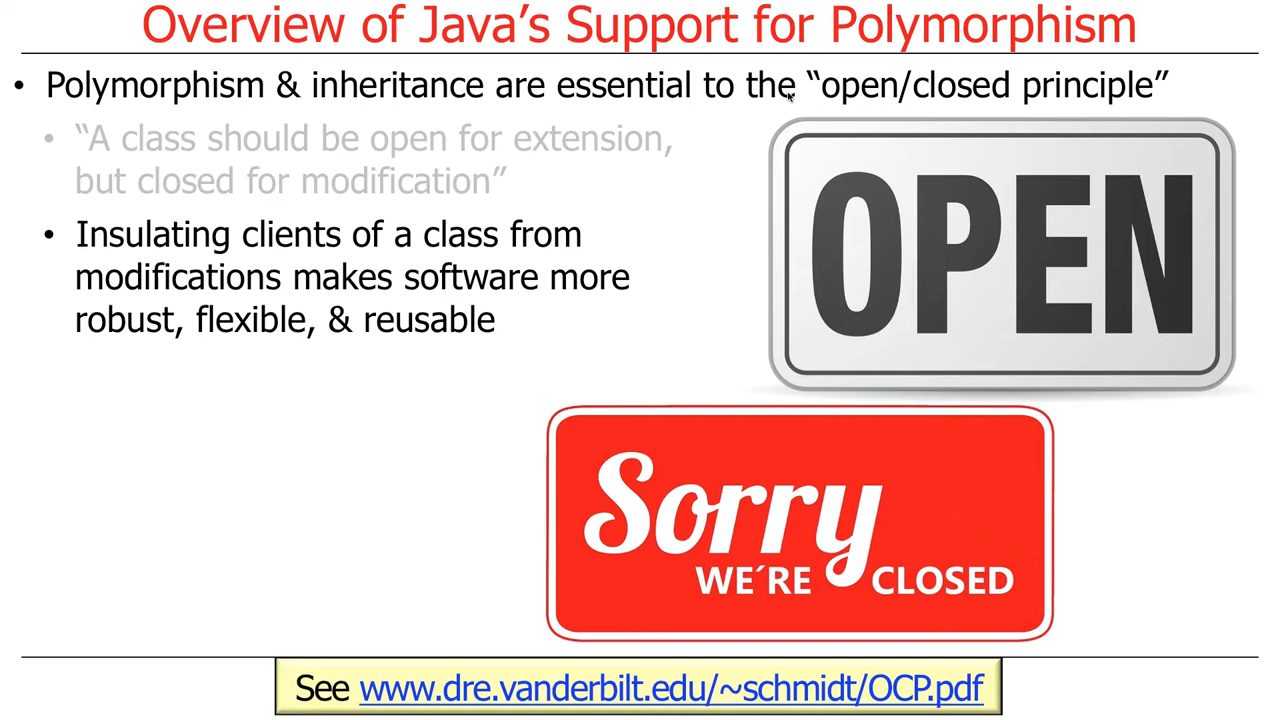 Overview of Java’s Support for Polymorphism
• Polymorphism & inheritance are essential to the “open/closed principle”
• “A class should be open for extension,
but closed for modification”
• Insulating clients of a class from
modifications makes software more
robust, flexible, & reusable
OPEN
Sorry
WE´RE CLOSED
See www.dre.vanderbilt.edu/~schmidt/OCP.pdf